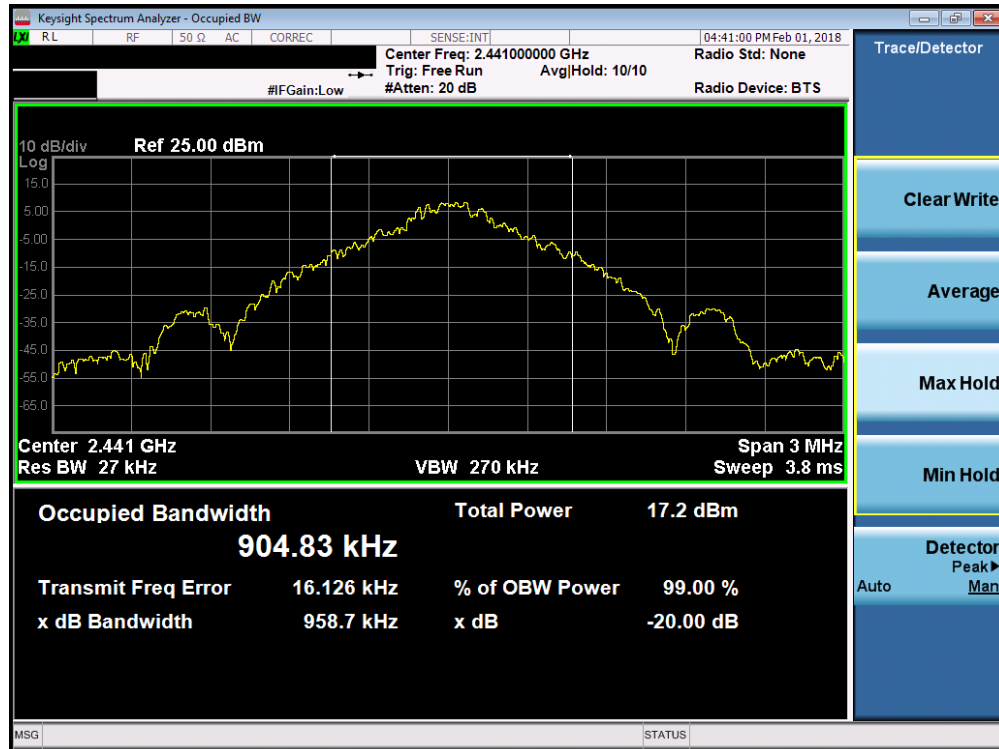 Keysight Spectrum Analyzer - Occupied BW
LXI RL RF 50 Ω AC CORREC SENSE:INT 04:41:00 PM Feb 01, 2018
Center Freq: 2.441000000 GHz Radio Std: None
Trig: Free Run Avg|Hold: 10/10
#IFGain:Low #Atten: 20 dB Radio Device: BTS
10 dB/div Ref 25.00 dBm
Log
15.0
5.00
-5.00
-15.0
-25.0
-35.0
-45.0
-55.0
-65.0
Center 2.441 GHz Span 3 MHz
Res BW 27 kHz VBW 270 kHz Sweep 3.8 ms
Occupied Bandwidth Total Power 17.2 dBm
904.83 kHz
Transmit Freq Error 16.126 kHz % of OBW Power 99.00 %
x dB Bandwidth 958.7 kHz x dB -20.00 dB
MSG STATUS
Trace/Detector
Clear Write
Average
Max Hold
Min Hold
Detector
Peak▶
Auto Man